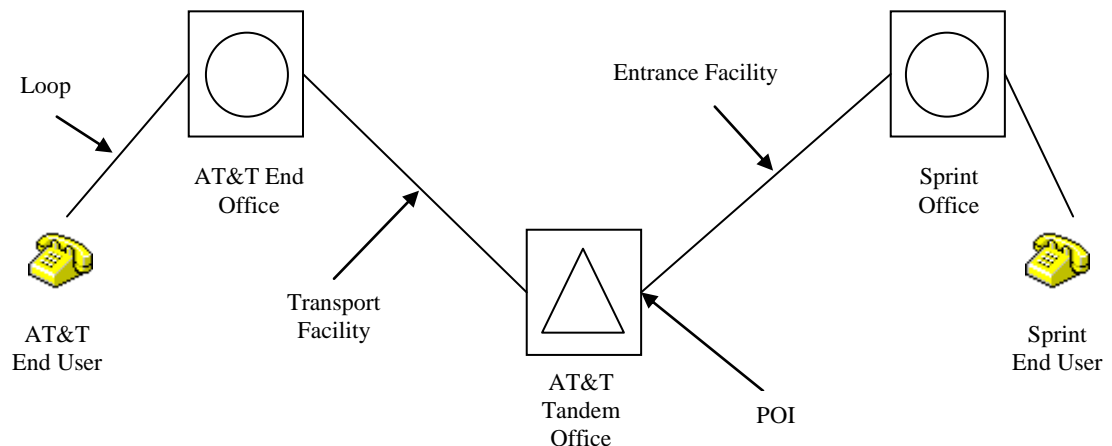 Loop
Entrance Facility
AT&T End
Office
Sprint
Office
Transport
Facility
AT&T
End User
Sprint
End User
AT&T
Tandem
Office
POI